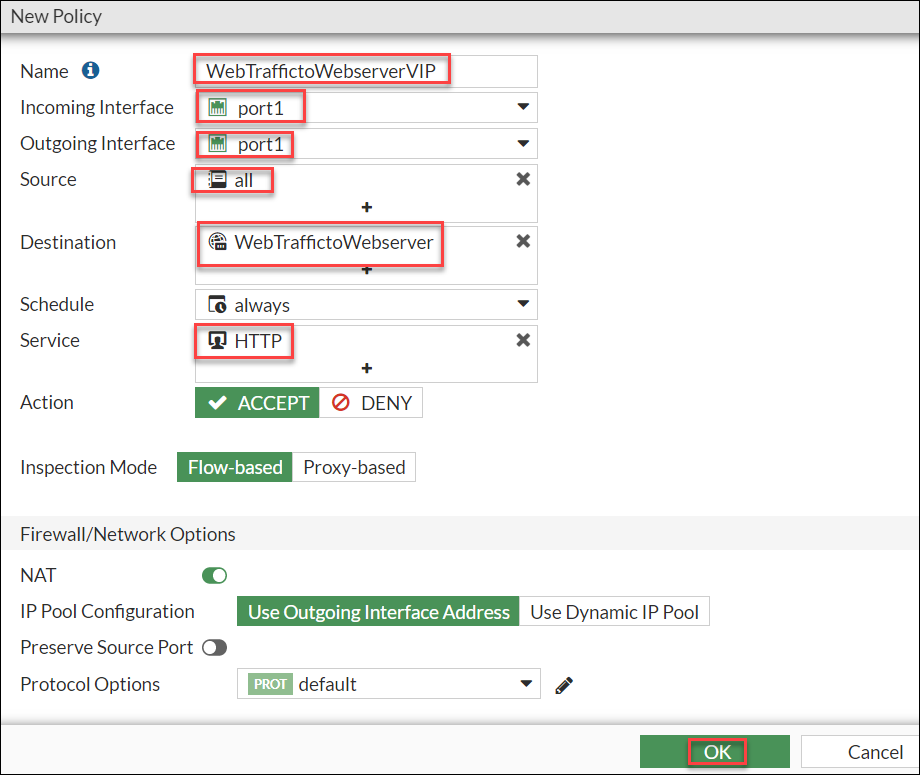 New Policy
Name
WebTraffictoWebserverVIP
Incoming Interface
port1
Outgoing Interface
port1
Source
all
+
Destination
WebTraffictoWebserver
+
Schedule
always
Service
HTTP
+
Action
ACCEPT DENY
Inspection Mode
Flow-based Proxy-based
Firewall/Network Options
NAT
IP Pool Configuration
Use Outgoing Interface Address Use Dynamic IP Pool
Preserve Source Port
Protocol Options
PROT default
OK Cancel